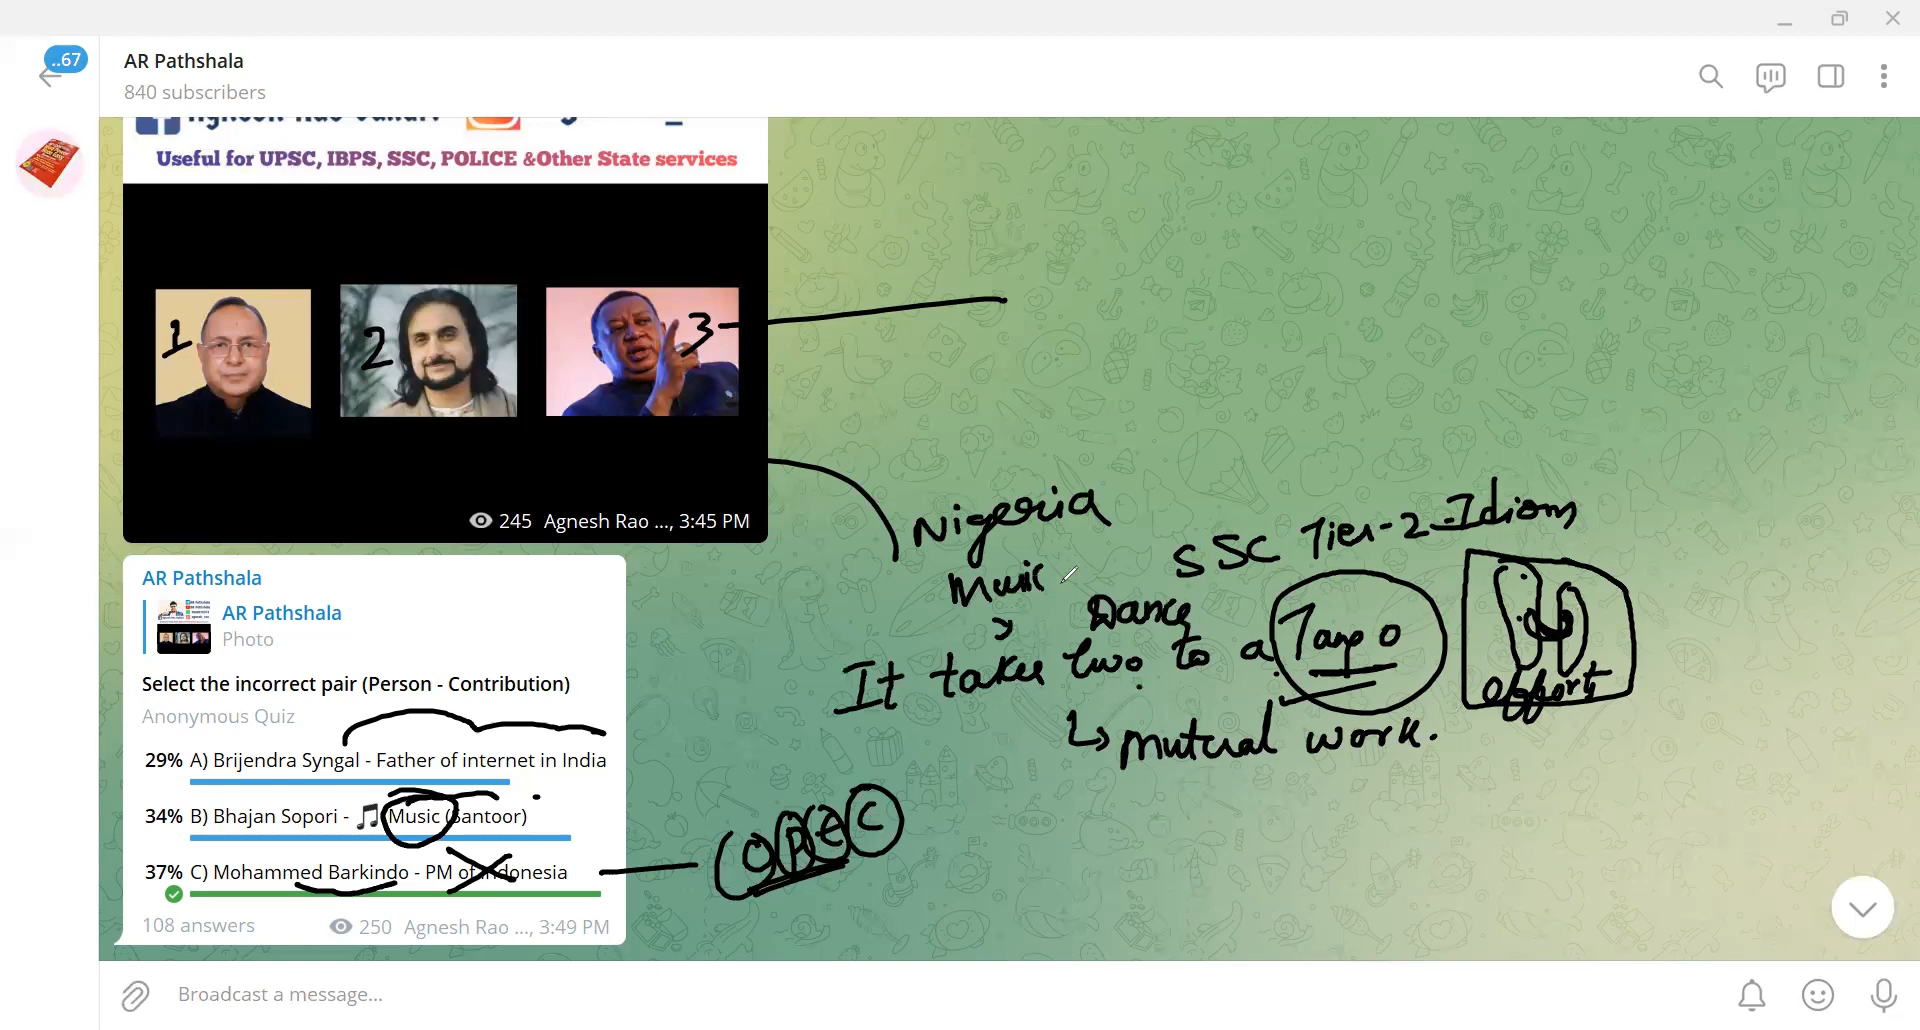 ..67
AR Pathshala
840 subscribers
Useful for UPSC, IBPS, SSC, POLICE &Other State services
1
2
3
245 Agnesh Rao ..., 3:45 PM
Nigeria
Music
SSC Tier-2-Idioms
Dance
It takes two to a Tango
effort
↳ mutual work.
AR Pathshala
AR Pathshala
Photo
Select the incorrect pair (Person - Contribution)
Anonymous Quiz
29% A) Brijendra Syngal - Father of internet in India
34% B) Bhajan Sopori - 🎵 Music (Santoor)
37% C) Mohammed Barkindo - PM of Indonesia
OPEC
108 answers
250 Agnesh Rao ..., 3:49 PM
Broadcast a message...